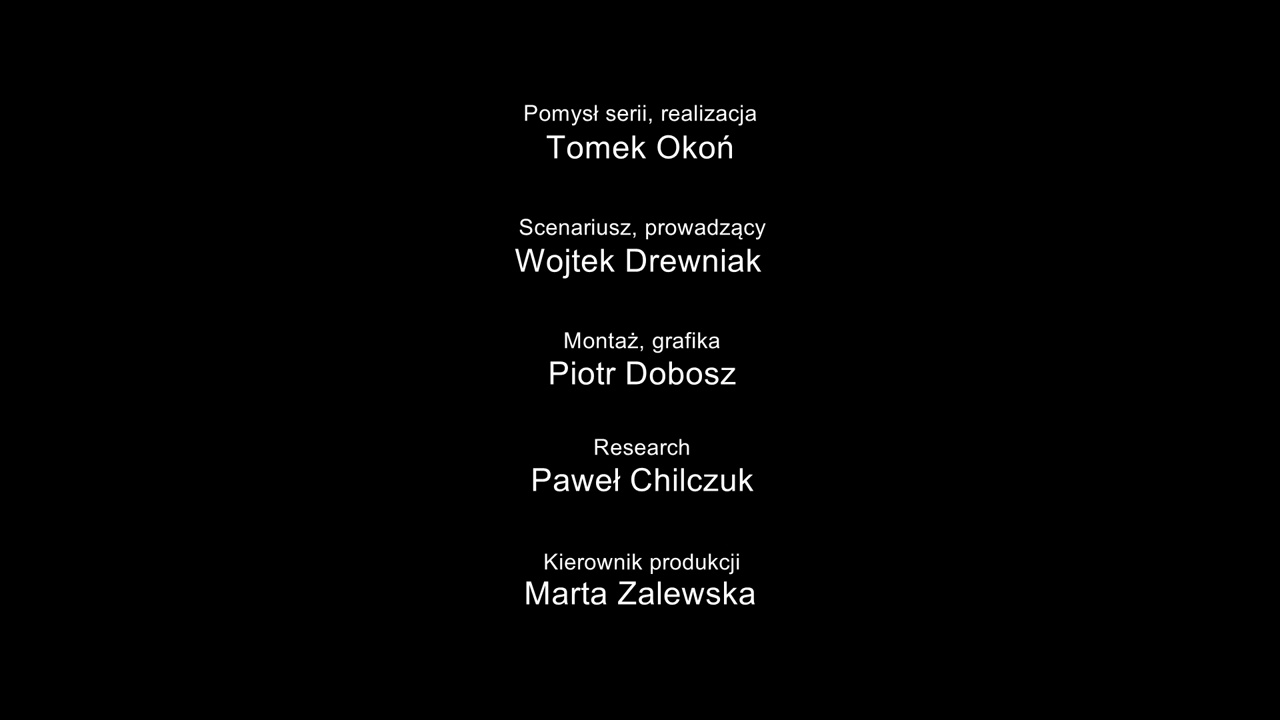 Pomysł serii, realizacja
Tomek Okoń
Scenariusz, prowadzący
Wojtek Drewniak
Montaż, grafika
Piotr Dobosz
Research
Paweł Chilczuk
Kierownik produkcji
Marta Zalewska